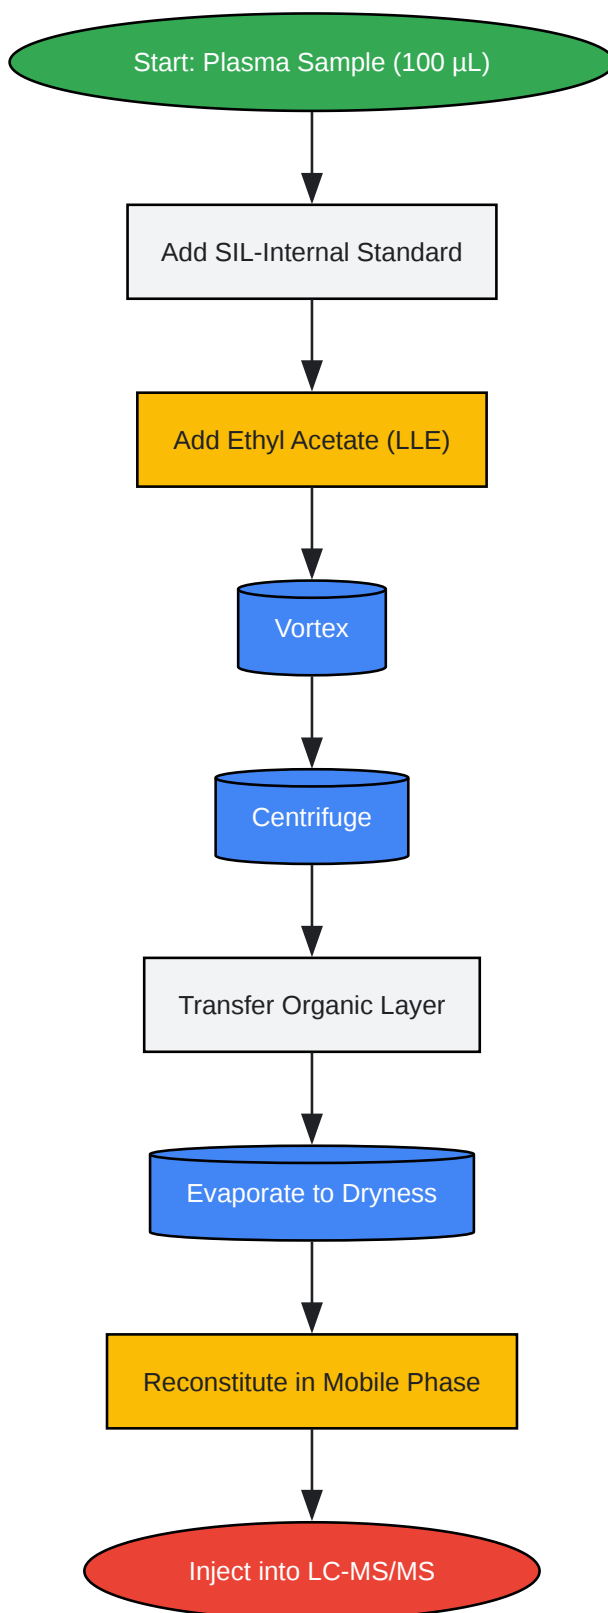 Start: Plasma Sample (100 µL)
Add SIL-Internal Standard
Add Ethyl Acetate (LLE)
Vortex
Centrifuge
Transfer Organic Layer
Evaporate to Dryness
Reconstitute in Mobile Phase
Inject into LC-MS/MS